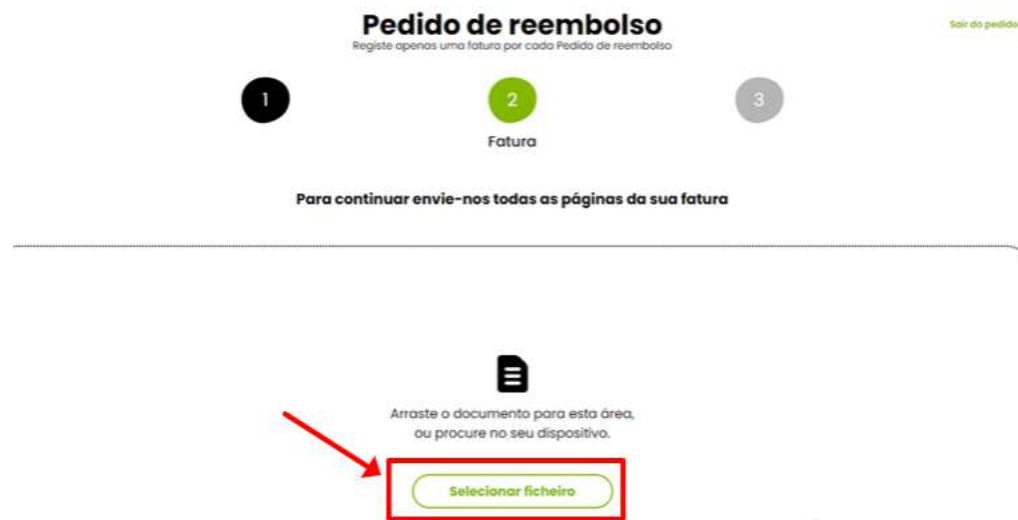 Pedido de reembolso
Sair do pedido
Registe apenas uma fatura por cada Pedido de reembolso
1
2
3
Fatura
Para continuar envie-nos todas as páginas da sua fatura
Arraste o documento para esta área,
ou procure no seu dispositivo.
Selecionar ficheiro